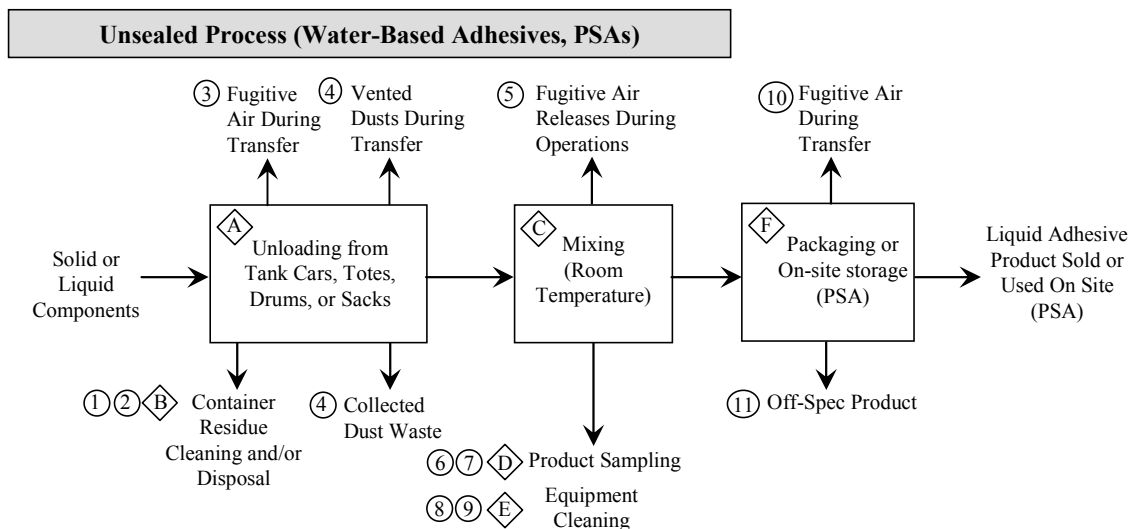 Unsealed Process (Water-Based Adhesives, PSAs)
3 Fugitive
Air During
Transfer
4 Vented
Dusts During
Transfer
5 Fugitive Air
Releases During
Operations
10 Fugitive Air
During
Transfer
Solid or
Liquid
Components
A
Unloading from
Tank Cars, Totes,
Drums, or Sacks
C
Mixing
(Room
Temperature)
F
Packaging or
On-site storage
(PSA)
Liquid Adhesive
Product Sold or
Used On Site
(PSA)
1 2 B Container
Residue
Cleaning and/or
Disposal
4 Collected
Dust Waste
6 7 D Product Sampling
8 9 E Equipment
Cleaning
11 Off-Spec Product